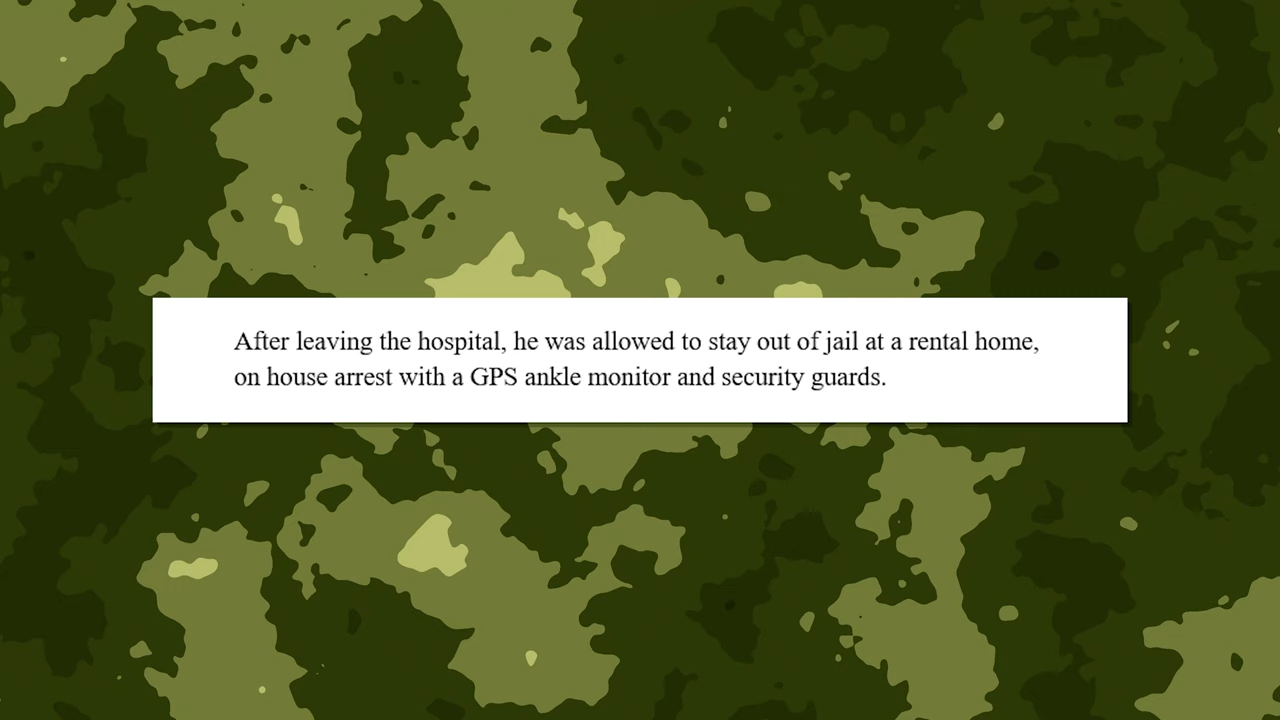 After leaving the hospital, he was allowed to stay out of jail at a rental home,
on house arrest with a GPS ankle monitor and security guards.